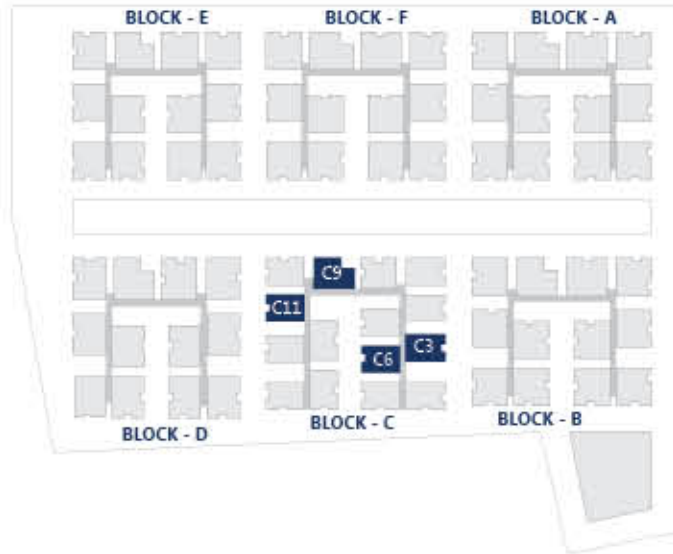 BLOCK - E
BLOCK - F
BLOCK - A
C9
C11
C3
C6
BLOCK - D
BLOCK - C
BLOCK - B